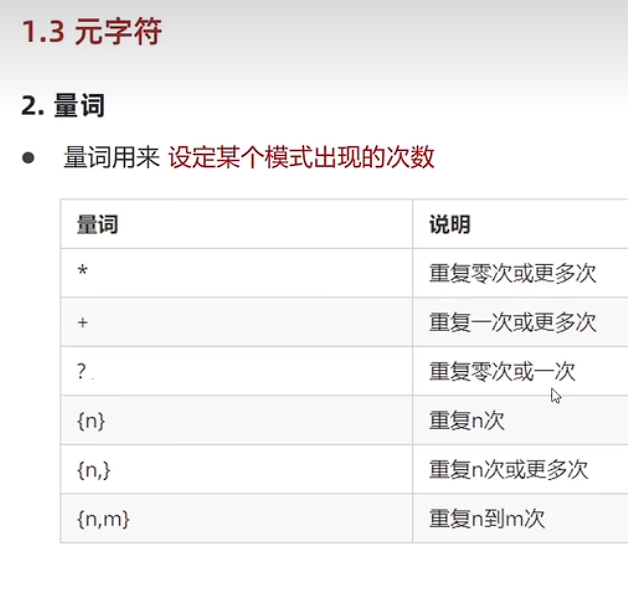 1.3 元字符
2. 量词
● 量词用来 设定某个模式出现的次数
量词 说明
* 重复零次或更多次
+ 重复一次或更多次
? 重复零次或一次
{n} 重复n次
{n,} 重复n次或更多次
{n,m} 重复n到m次